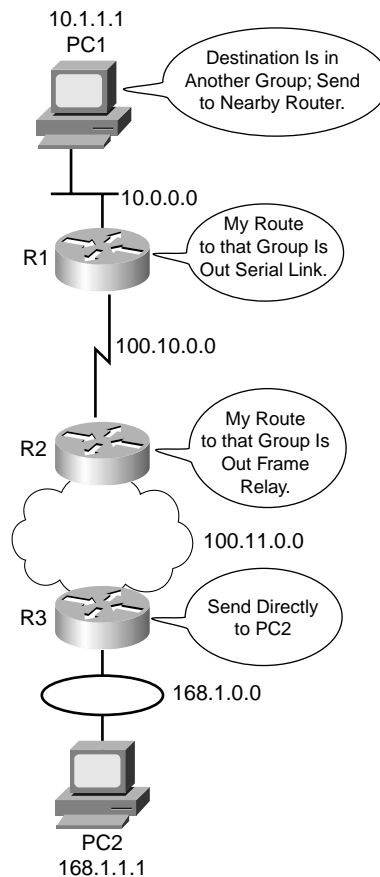 10.1.1.1
PC1
Destination Is in
Another Group; Send
to Nearby Router.
10.0.0.0
R1
My Route
to that Group Is
Out Serial Link.
100.10.0.0
R2
My Route
to that Group Is
Out Frame
Relay.
100.11.0.0
R3
Send Directly
to PC2
168.1.0.0
PC2
168.1.1.1